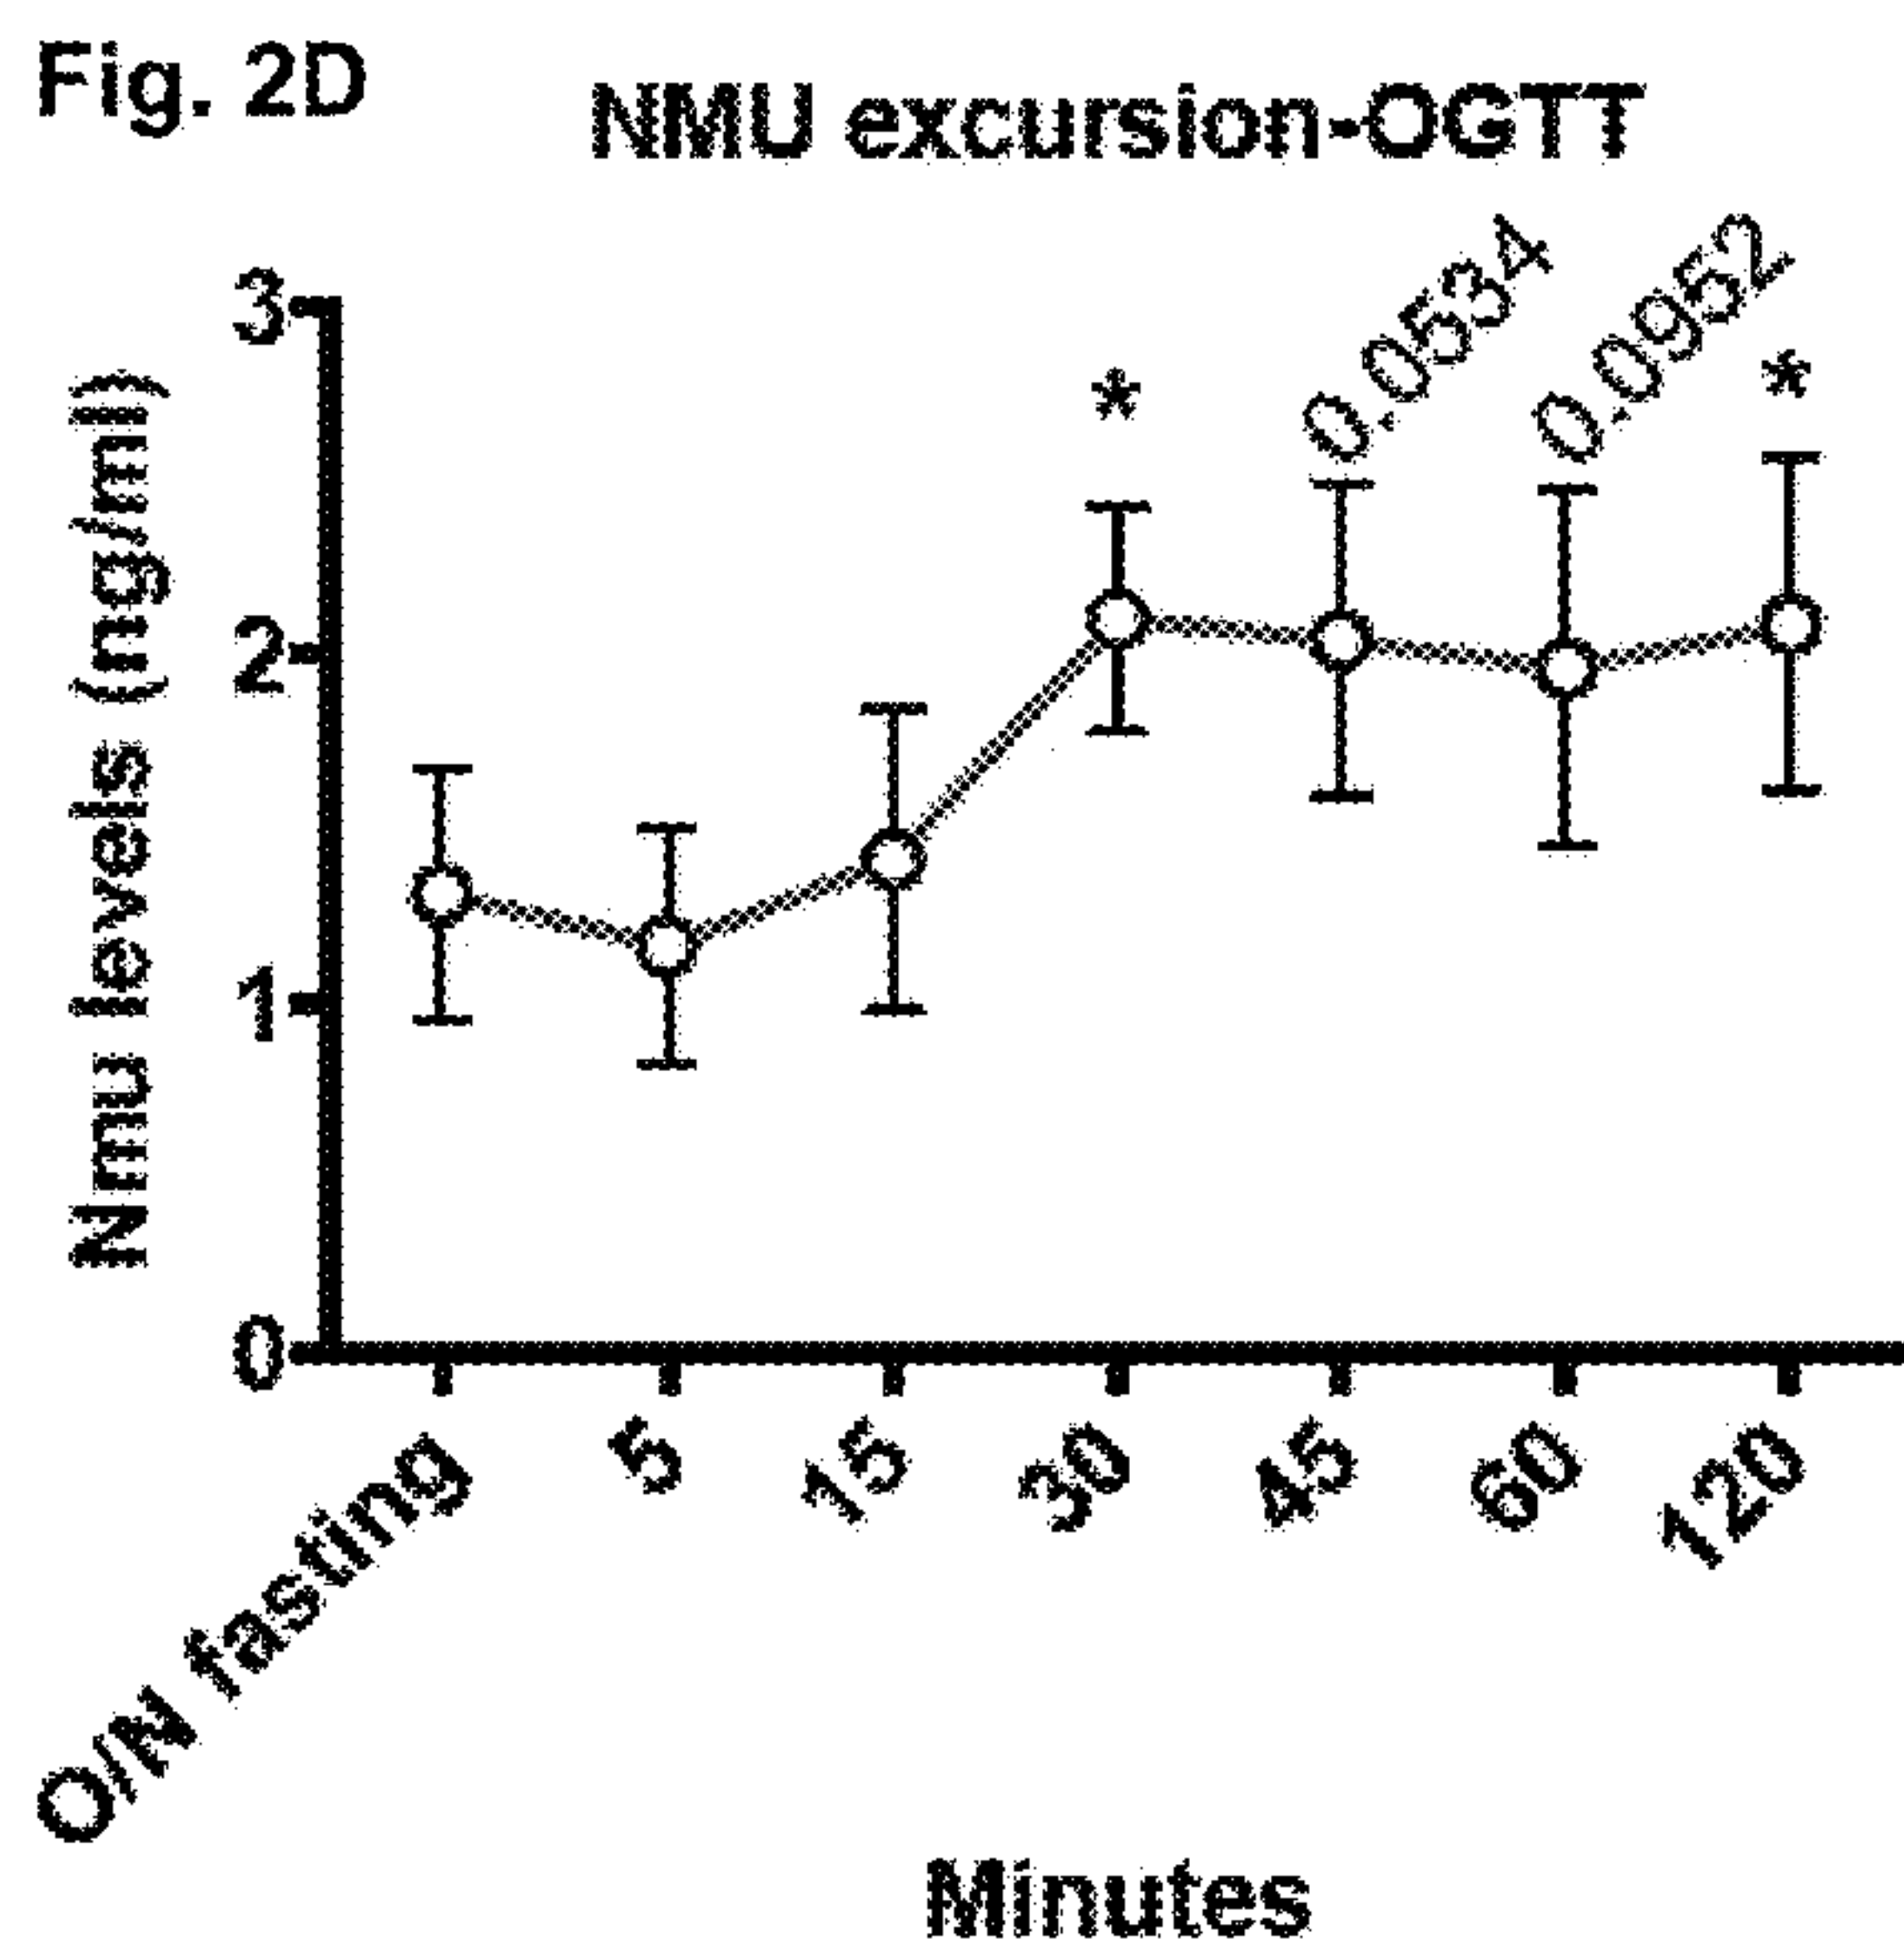 Fig. 2D
NMU excursion-OGTT
Nmu levels (ng/ml)
3
2
1
0
*
0.0534
0.0952
*
O/N fasting
5
15
30
45
60
120
Minutes